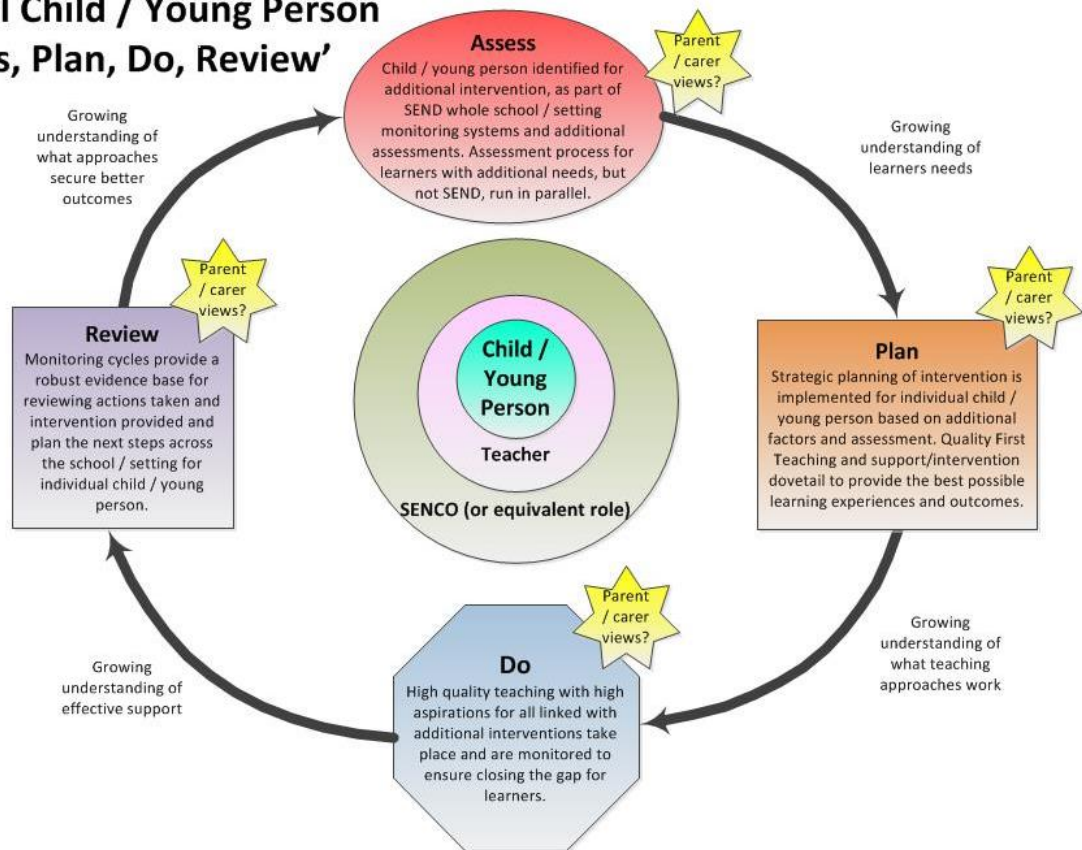 l Child / Young Person
s, Plan, Do, Review’
Assess
Child / young person identified for
additional intervention, as part of
SEND whole school / setting
monitoring systems and additional
assessments. Assessment process for
learners with additional needs, but
not SEND, run in parallel.
Parent
/ carer
views?
Growing
understanding of
what approaches
secure better
outcomes
Growing
understanding of
learners needs
Parent
/ carer
views?
Parent
/ carer
views?
Review
Monitoring cycles provide a
robust evidence base for
reviewing actions taken and
intervention provided and
plan the next steps across
the school / setting for
individual child / young
person.
Child /
Young
Person
Teacher
SENCO (or equivalent role)
Plan
Strategic planning of intervention is
implemented for individual child /
young person based on additional
factors and assessment. Quality First
Teaching and support/intervention
dovetail to provide the best possible
learning experiences and outcomes.
Parent
/ carer
views?
Growing
understanding of
what teaching
approaches work
Growing
understanding of
effective support
Do
High quality teaching with high
aspirations for all linked with
additional interventions take
place and are monitored to
ensure closing the gap for
learners.